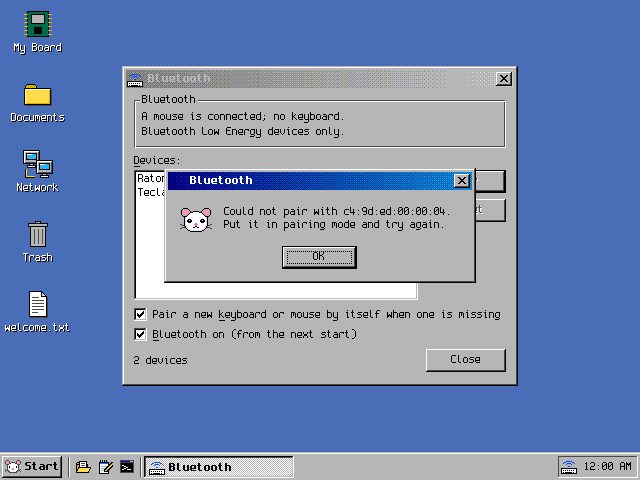 My Board
Documents
Network
Trash
welcome.txt
Bluetooth
Bluetooth
A mouse is connected; no keyboard.
Bluetooth Low Energy devices only.
Devices:
Bluetooth
Could not pair with c4:9d:ed:00:00:04.
Put it in pairing mode and try again.
OK
Pair a new keyboard or mouse by itself when one is missing
Bluetooth on (from the next start)
2 devices
Close
Start
Bluetooth
12:00 AM